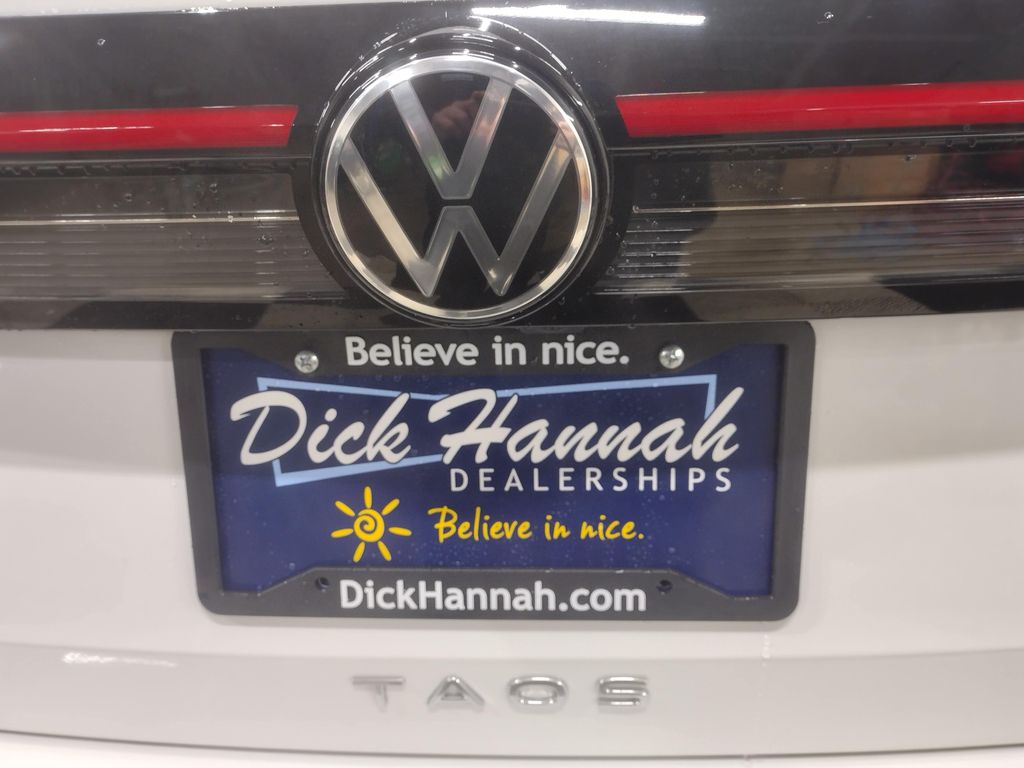 Believe in nice.
Dick Hannah
DEALERSHIPS
Believe in nice.
DickHannah.com
TAOS